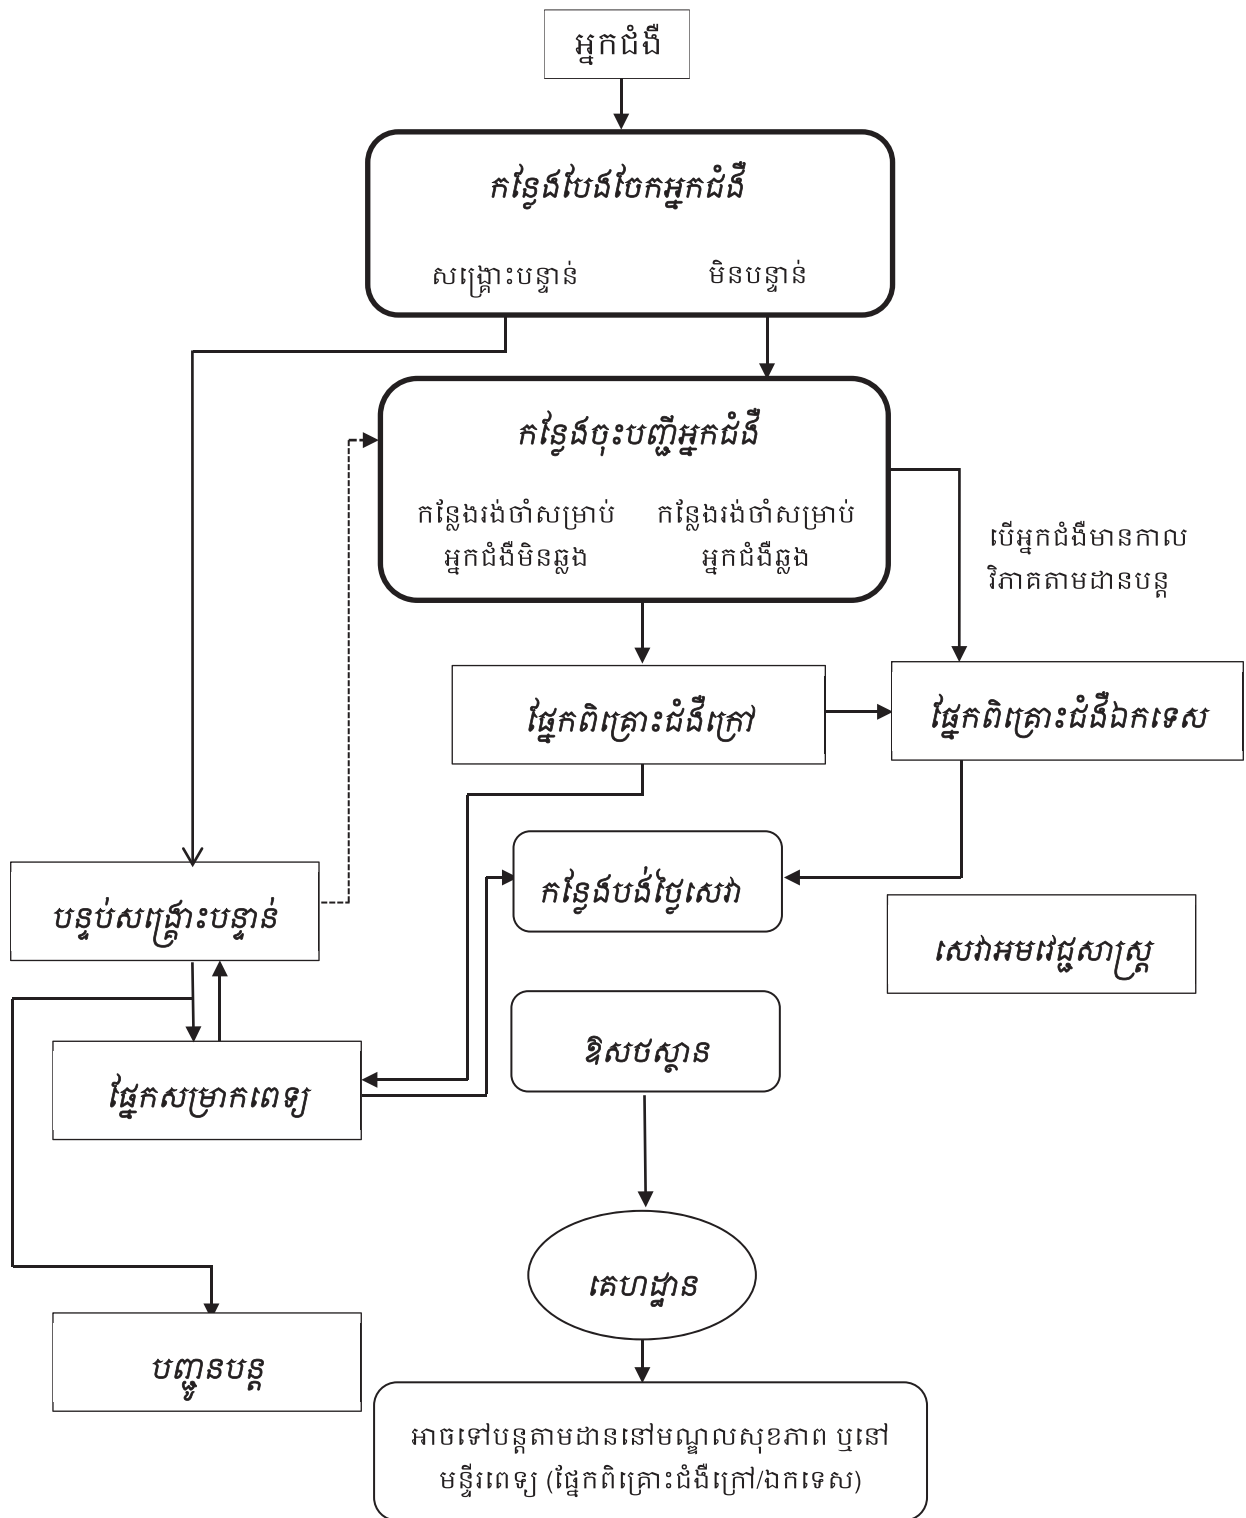 អ្នកជំងឺ
កន្លែងបែងចែកអ្នកជំងឺ
សង្គ្រោះបន្ទាន់ មិនបន្ទាន់
កន្លែងចុះបញ្ជីអ្នកជំងឺ
កន្លែងរង់ចាំសម្រាប់
អ្នកជំងឺមិនឆ្លង
កន្លែងរង់ចាំសម្រាប់
អ្នកជំងឺឆ្លង
បើអ្នកជំងឺមានកាល
វិភាគតាមដានបន្ត
ផ្នែកពិគ្រោះជំងឺក្រៅ
ផ្នែកពិគ្រោះជំងឺឯកទេស
កន្លែងបង់ថ្លៃសេវា
បន្ទប់សង្គ្រោះបន្ទាន់
សេវាអមវេជ្ជសាស្ត្រ
ឱសថស្ថាន
ផ្នែកសម្រាកពេទ្យ
គេហដ្ឋាន
បញ្ជូនបន្ត
អាចទៅបន្តតាមដាននៅមណ្ឌលសុខភាព ឬនៅ
មន្ទីរពេទ្យ (ផ្នែកពិគ្រោះជំងឺក្រៅ/ឯកទេស)